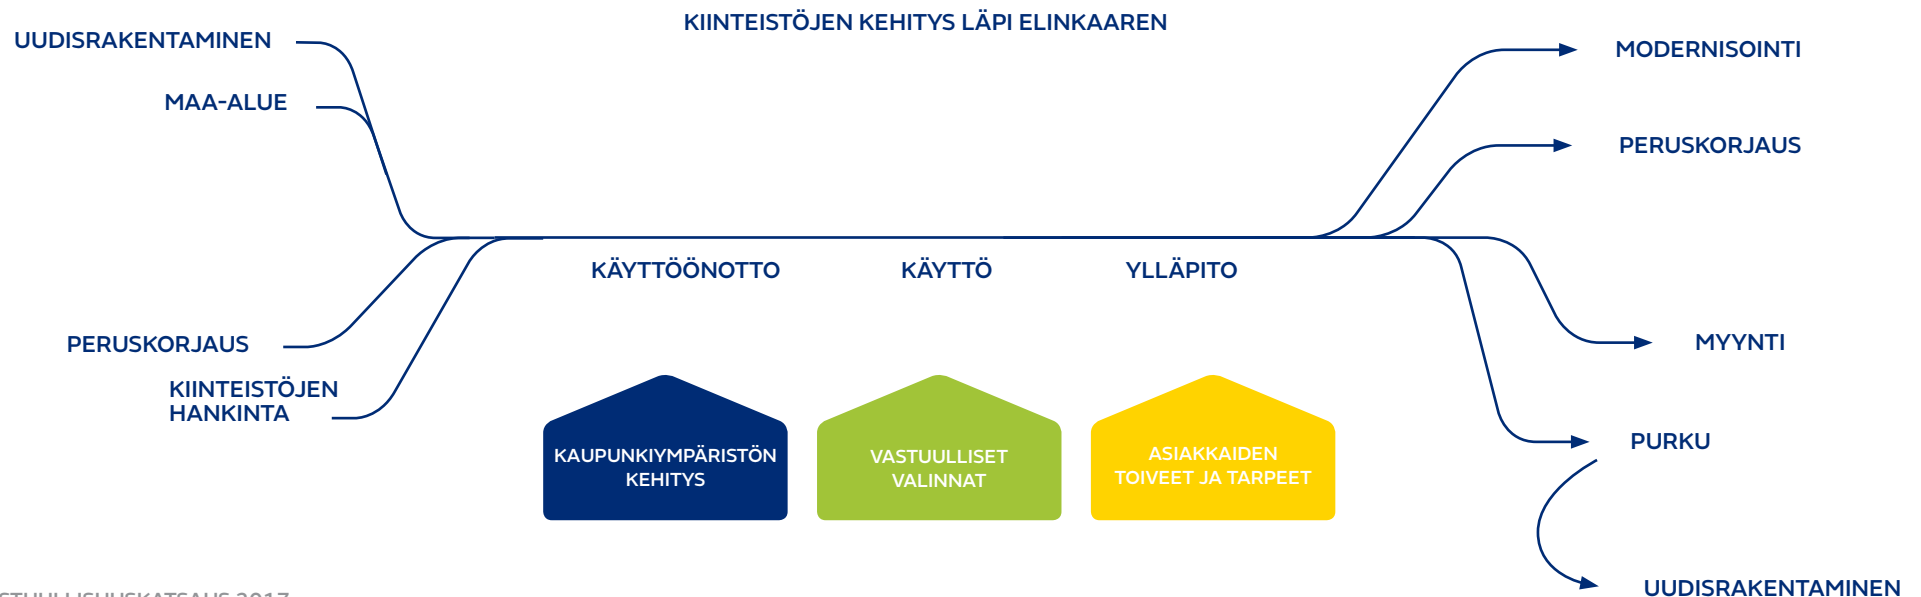 KIINTEISTÖJEN KEHITYS LÄPI ELINKAAREN
UUDISRAKENTAMINEN
MAA-ALUE
PERUSKORJAUS
KIINTEISTÖJEN
HANKINTA
KÄYTTÖÖNOTTO
KÄYTTÖ
YLLÄPITO
KAUPUNKIYMPÄRISTÖN
KEHITYS
VASTUULLISET
VALINNAT
ASIAKKAIDEN
TOIVEET JA TARPEET
MODERNISOINTI
PERUSKORJAUS
MYYNTI
PURKU
UUDISRAKENTAMINEN
2017